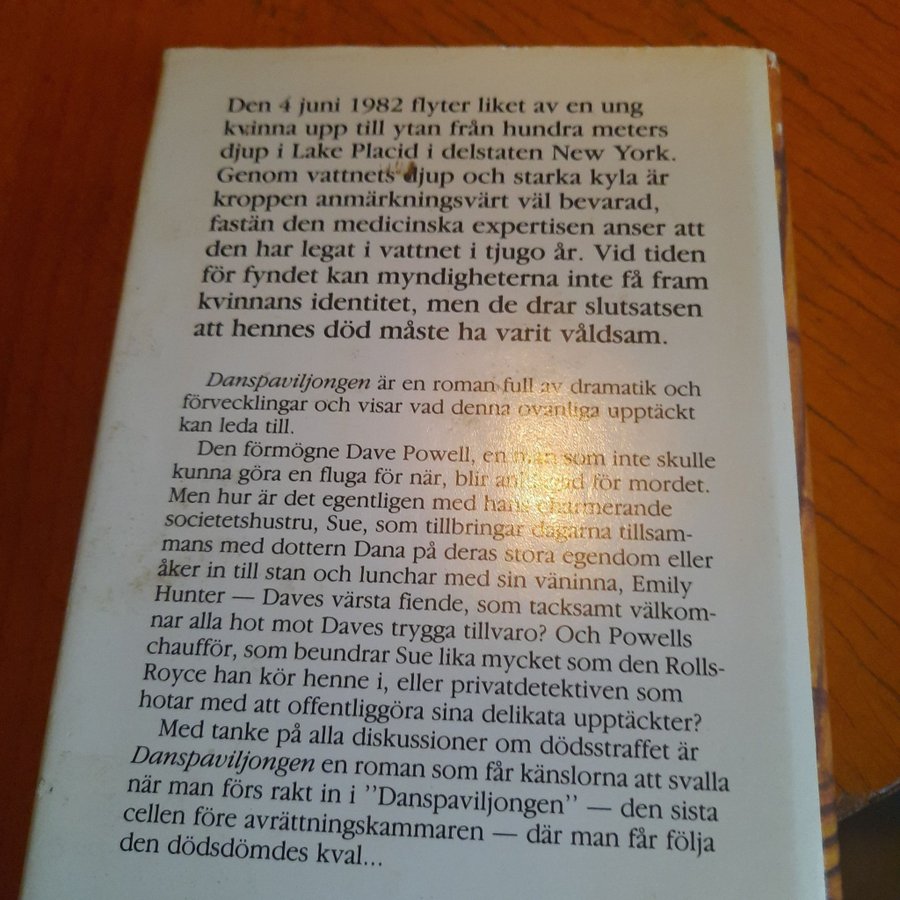 Den 4 juni 1982 flyter liket av en ung
kvinna upp till ytan från hundra meters
djup i Lake Placid i delstaten New York.
Genom vattnets djup och starka kyla är
kroppen anmärkningsvärt väl bevarad,
fastän den medicinska expertisen anser att
den har legat i vattnet i tjugo år. Vid tiden
för fyndet kan myndigheterna inte få fram
kvinnans identitet, men de drar slutsatsen
att hennes död måste ha varit våldsam.
Danspaviljongen är en roman full av dramatik och
förvecklingar och visar vad denna ovanliga upptäckt
kan leda till.
Den förmögne Dave Powell, en man som inte skulle
kunna göra en fluga för när, blir anklagad för mordet.
Men hur är det egentligen med hans charmerande
societetshustru, Sue, som tillbringar dagarna tillsam-
mans med dottern Dana på deras stora egendom eller
åker in till stan och lunchar med sin väninna, Emily
Hunter — Daves värsta fiende, som tacksamt välkom-
nar alla hot mot Daves trygga tillvaro? Och Powells
chaufför, som beundrar Sue lika mycket som den Rolls-
Royce han kör henne i, eller privatdetektiven som
hotar med att offentliggöra sina delikata upptäckter?
Med tanke på alla diskussioner om dödsstraffet är
Danspaviljongen en roman som får känslorna att svalla
när man förs rakt in i ”Danspaviljongen” — den sista
cellen före avrättningskammaren — där man får följa
den dödsdömdes kval...